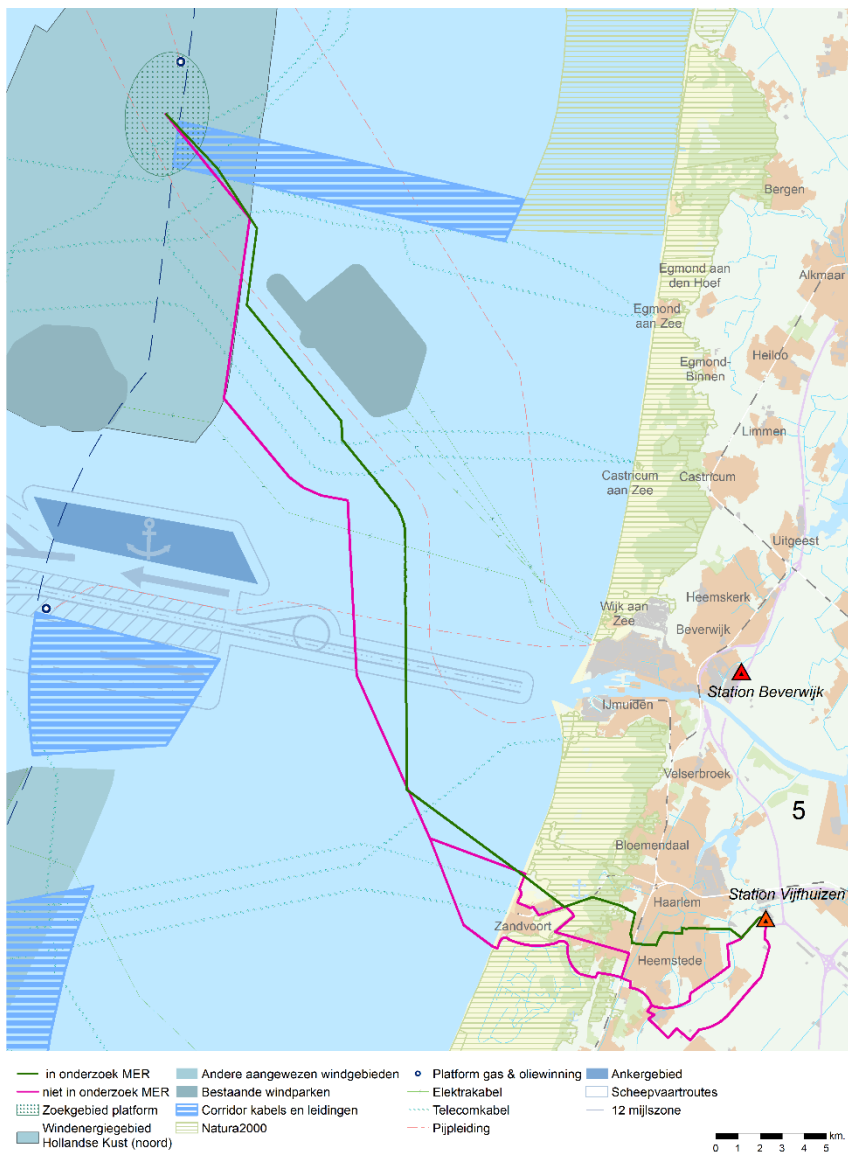 Bergen
Egmond aan
den Hoef
Alkmaar
Egmond
aan Zee
Heiloo
Egmond-
Binnen
Limmen
Castricum
aan Zee
Castricum
Uitgeest
Heemskerk
Wijk aan
Zee
Beverwijk
Station Beverwijk
IJmuiden
Velserbroek
5
Bloemendaal
Station Vijfhuizen
Haarlem
Zandvoort
Heemstede
in onderzoek MER
niet in onderzoek MER
Zoekgebied platform
Windenergiegebied
Hollandse Kust (noord)
Andere aangewezen windgebieden
Bestaande windparken
Corridor kabels en leidingen
Natura2000
Platform gas & oliewinning
Elektrakabel
Telecomkabel
Pijpleiding
Ankergebied
Scheepvaartroutes
12 mijlszone
km.
0 1 2 3 4 5